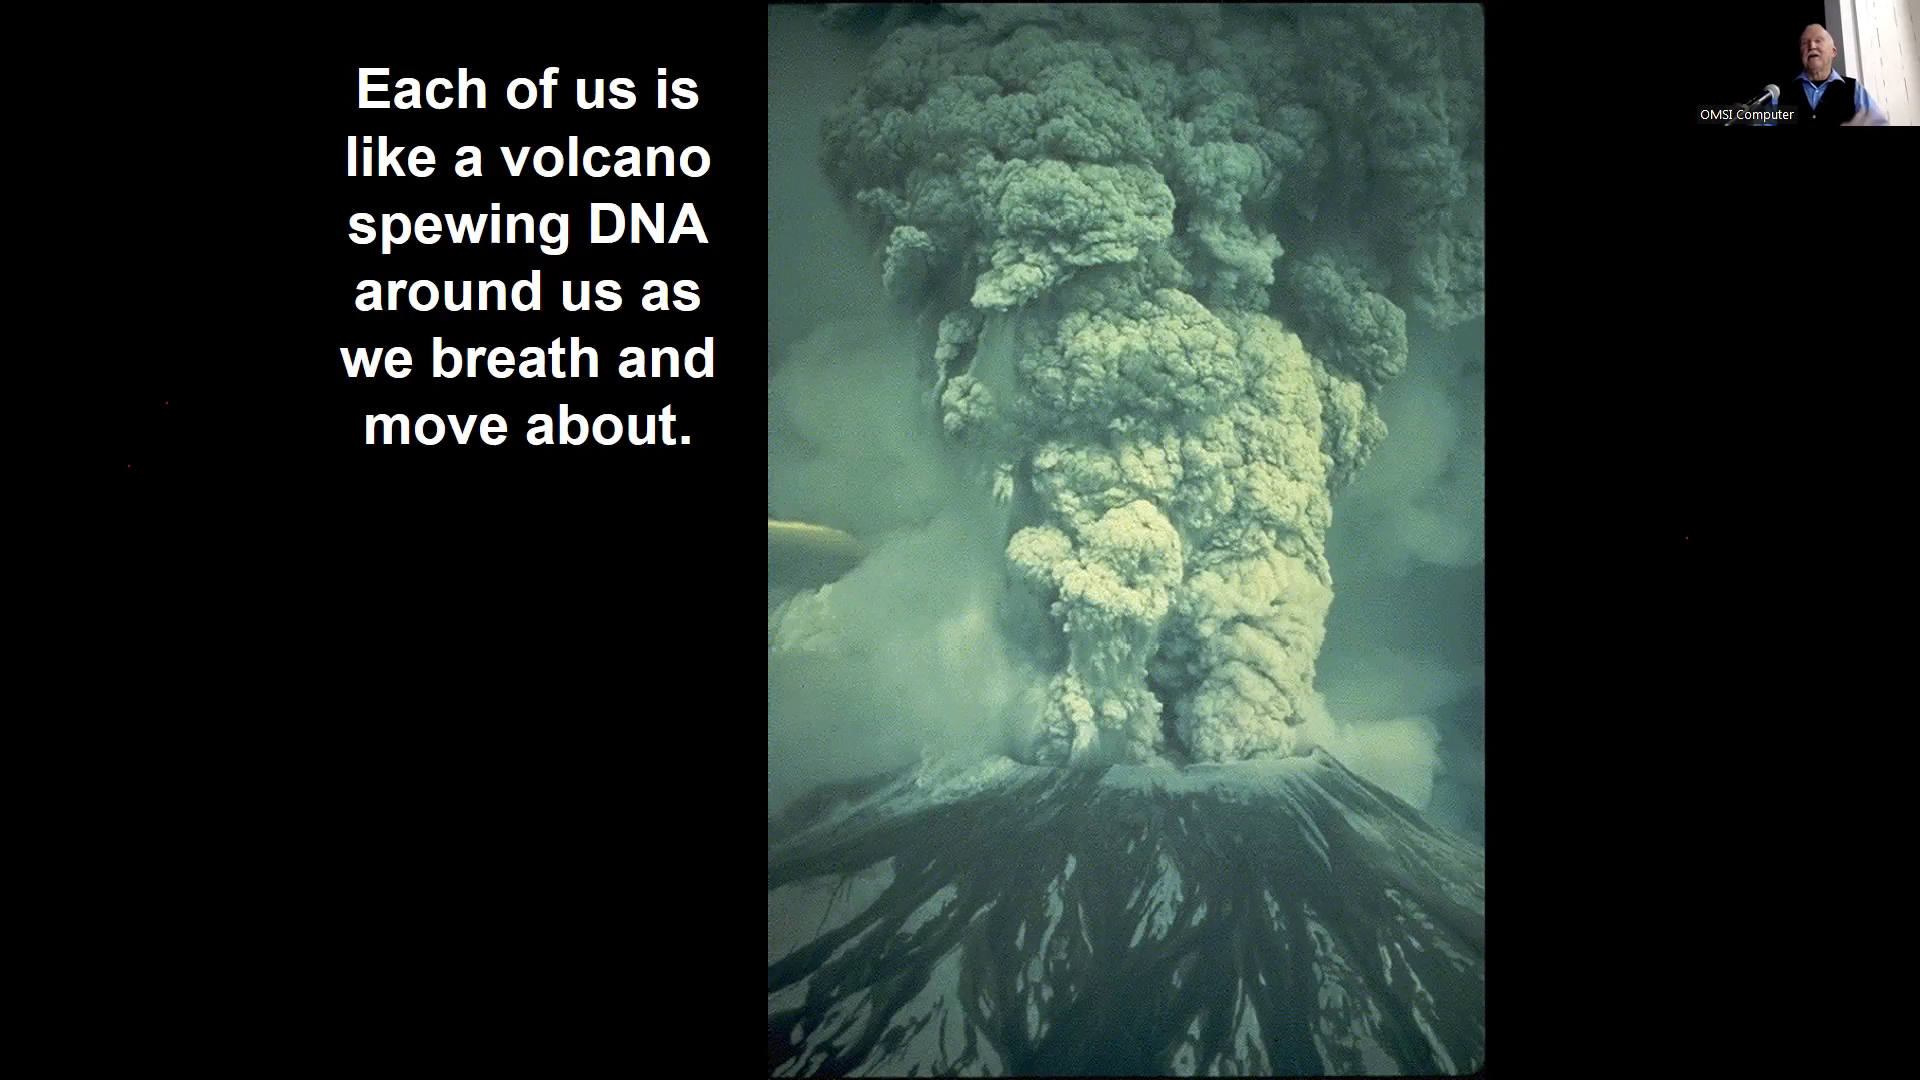 Each of us is
like a volcano
spewing DNA
around us as
we breath and
move about.
OMSI Computer